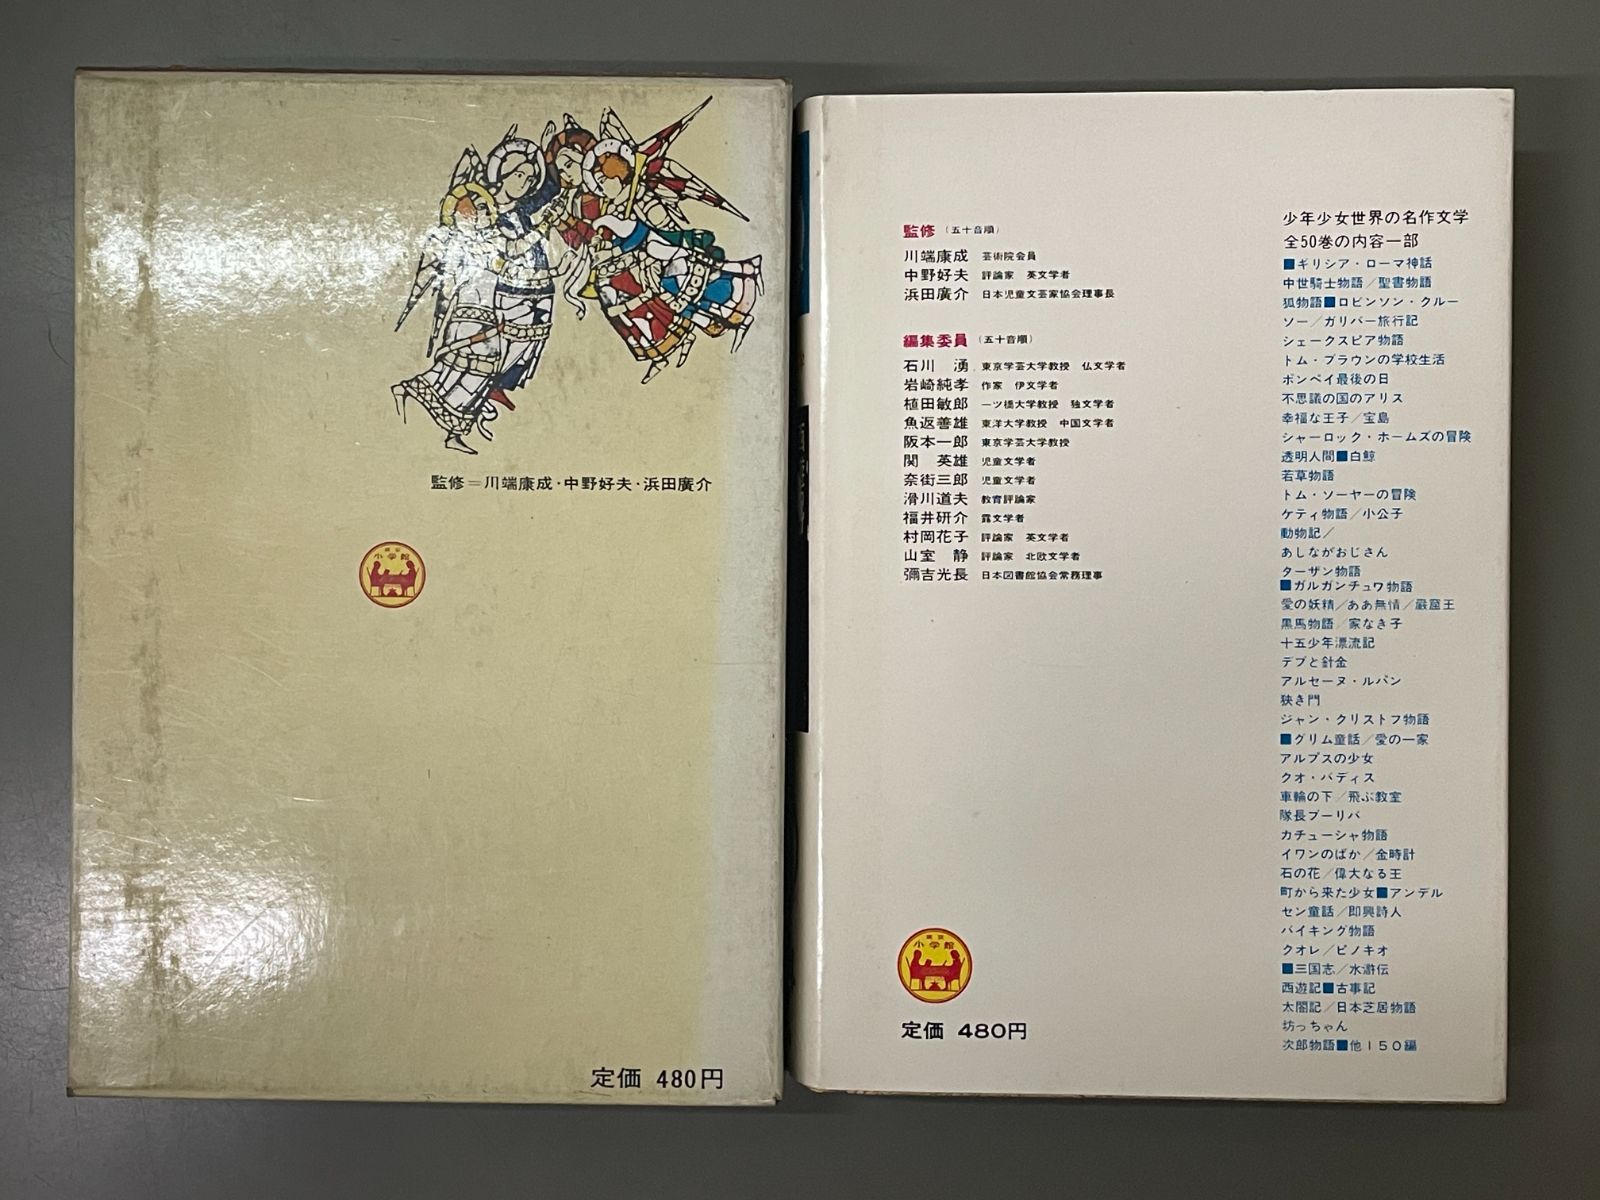 監修=川端康成・中野好夫・浜田廣介
東京
小学館
定価 480円
監修 (五十音順)
川端康成 芸術院会員
中野好夫 評論家 英文学者
浜田廣介 日本児童文芸家協会理事長
編集委員 (五十音順)
石川 湧 東京学芸大学教授 仏文学者
岩崎純孝 作家 伊文学者
植田敏郎 一ツ橋大学教授 独文学者
魚返善雄 東洋大学教授 中国文学者
阪本一郎 東京学芸大学教授
関 英雄 児童文学者
奈街三郎 児童文学者
滑川道夫 教育評論家
福井研介 露文学者
村岡花子 評論家 英文学者
山室 静 評論家 北欧文学者
彌吉光長 日本図書館協会常務理事
東京
小学館
定価 480円
少年少女世界の名作文学
全50巻の内容一部
■ギリシア・ローマ神話
中世騎士物語/聖書物語
狐物語■ロビンソン・クルー
ソー/ガリバー旅行記
シェークスピア物語
トム・ブラウンの学校生活
ポンペイ最後の日
不思議の国のアリス
幸福な王子/宝島
シャーロック・ホームズの冒険
透明人間■白鯨
若草物語
トム・ソーヤーの冒険
ケティ物語/小公子
動物記/
あしながおじさん
ターザン物語
■ガルガンチュワ物語
愛の妖精/ああ無情/巌窟王
黒馬物語/家なき子
十五少年漂流記
デブと針金
アルセーヌ・ルパン
狭き門
ジャン・クリストフ物語
■グリム童話/愛の一家
アルプスの少女
クオ・バディス
車輪の下/飛ぶ教室
隊長ブーリバ
カチューシャ物語
イワンのばか/金時計
石の花/偉大なる王
町から来た少女■アンデル
セン童話/即興詩人
バイキング物語
クオレ/ピノキオ
■三国志/水滸伝
西遊記■古事記
太閤記/日本芝居物語
坊っちゃん
次郎物語■他150編